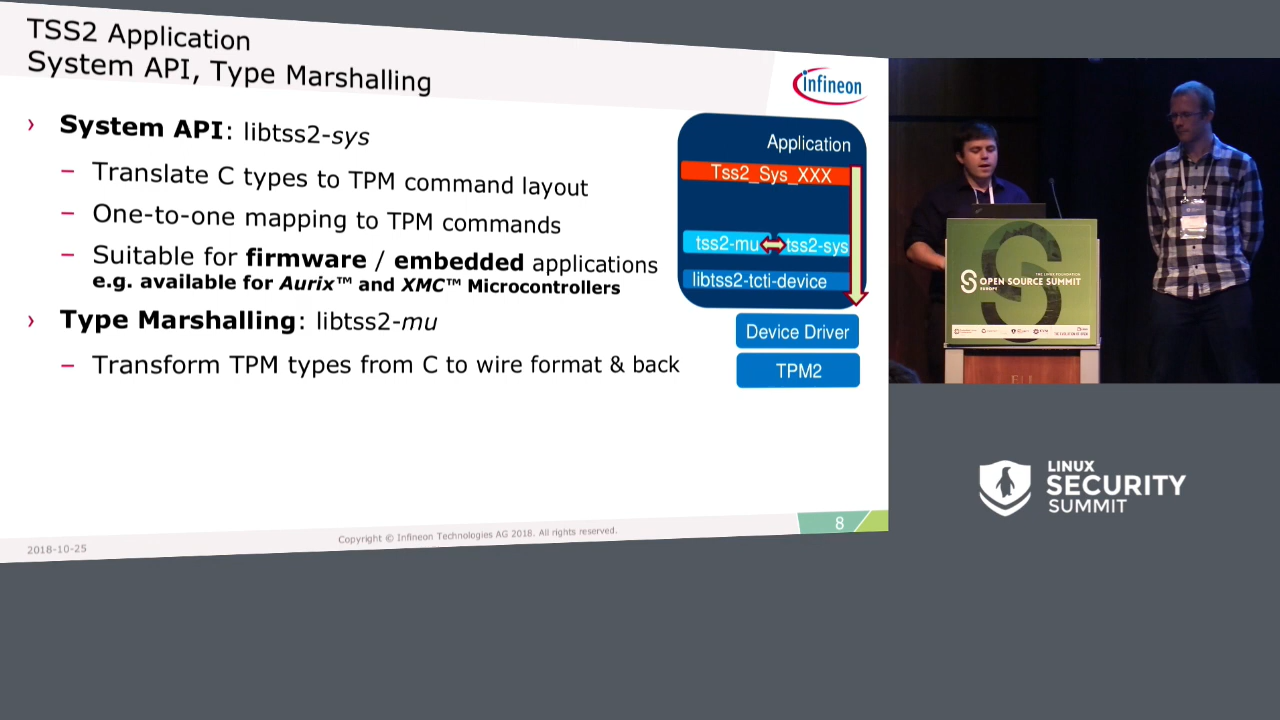 TSS2 Application
System API, Type Marshalling
infineon
› System API: libtss2-sys
– Translate C types to TPM command layout
– One-to-one mapping to TPM commands
– Suitable for firmware / embedded applications
e.g. available for Aurix™ and XMC™ Microcontrollers
› Type Marshalling: libtss2-mu
– Transform TPM types from C to wire format & back
Application
Tss2_Sys_XXX
tss2-mu
tss2-sys
libtss2-tcti-device
Device Driver
TPM2
2018-10-25
Copyright © Infineon Technologies AG 2018. All rights reserved.
8
THE LINUX FOUNDATION
OPEN SOURCE SUMMIT
EUROPE
LINUX
SECURITY
SUMMIT